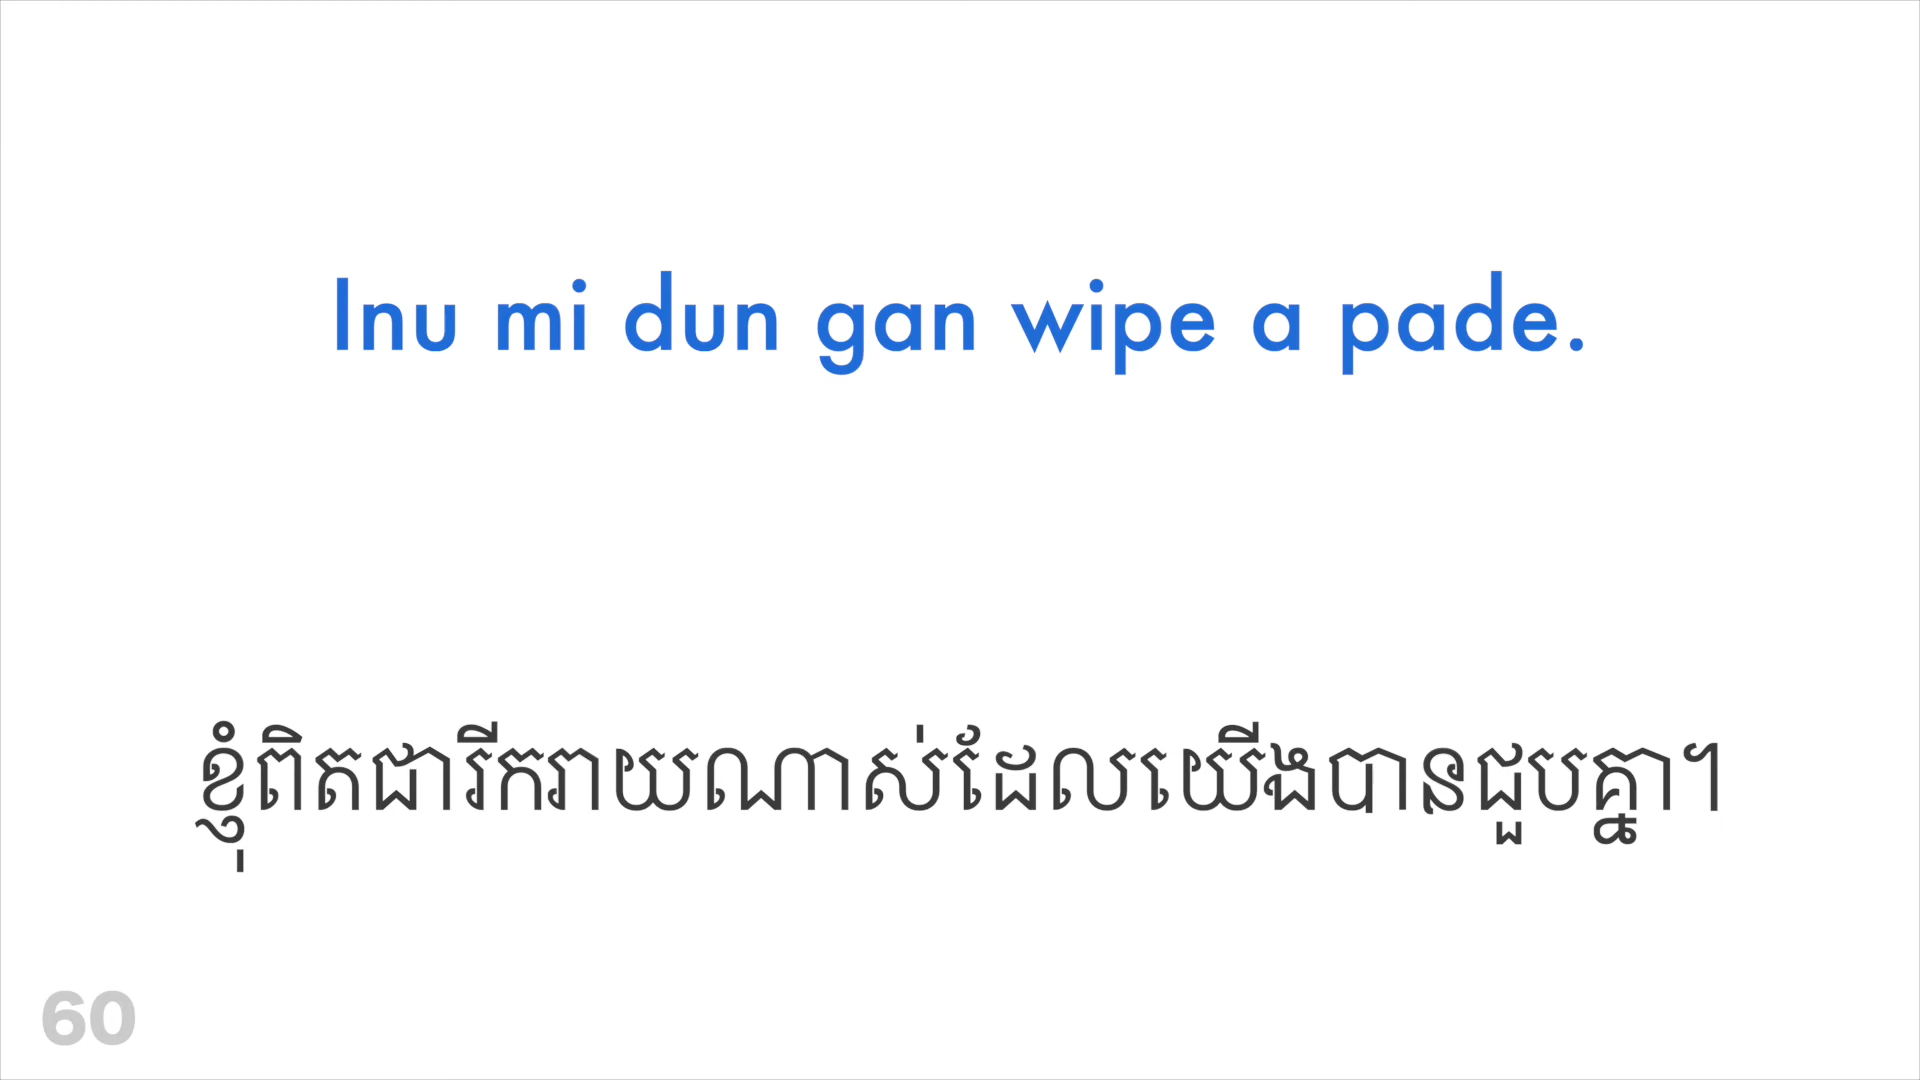 Inu mi dun gan wipe a pade.
ខ្ញុំពិតជារីករាយណាស់ដែលយើងបានជួបគ្នា។
60